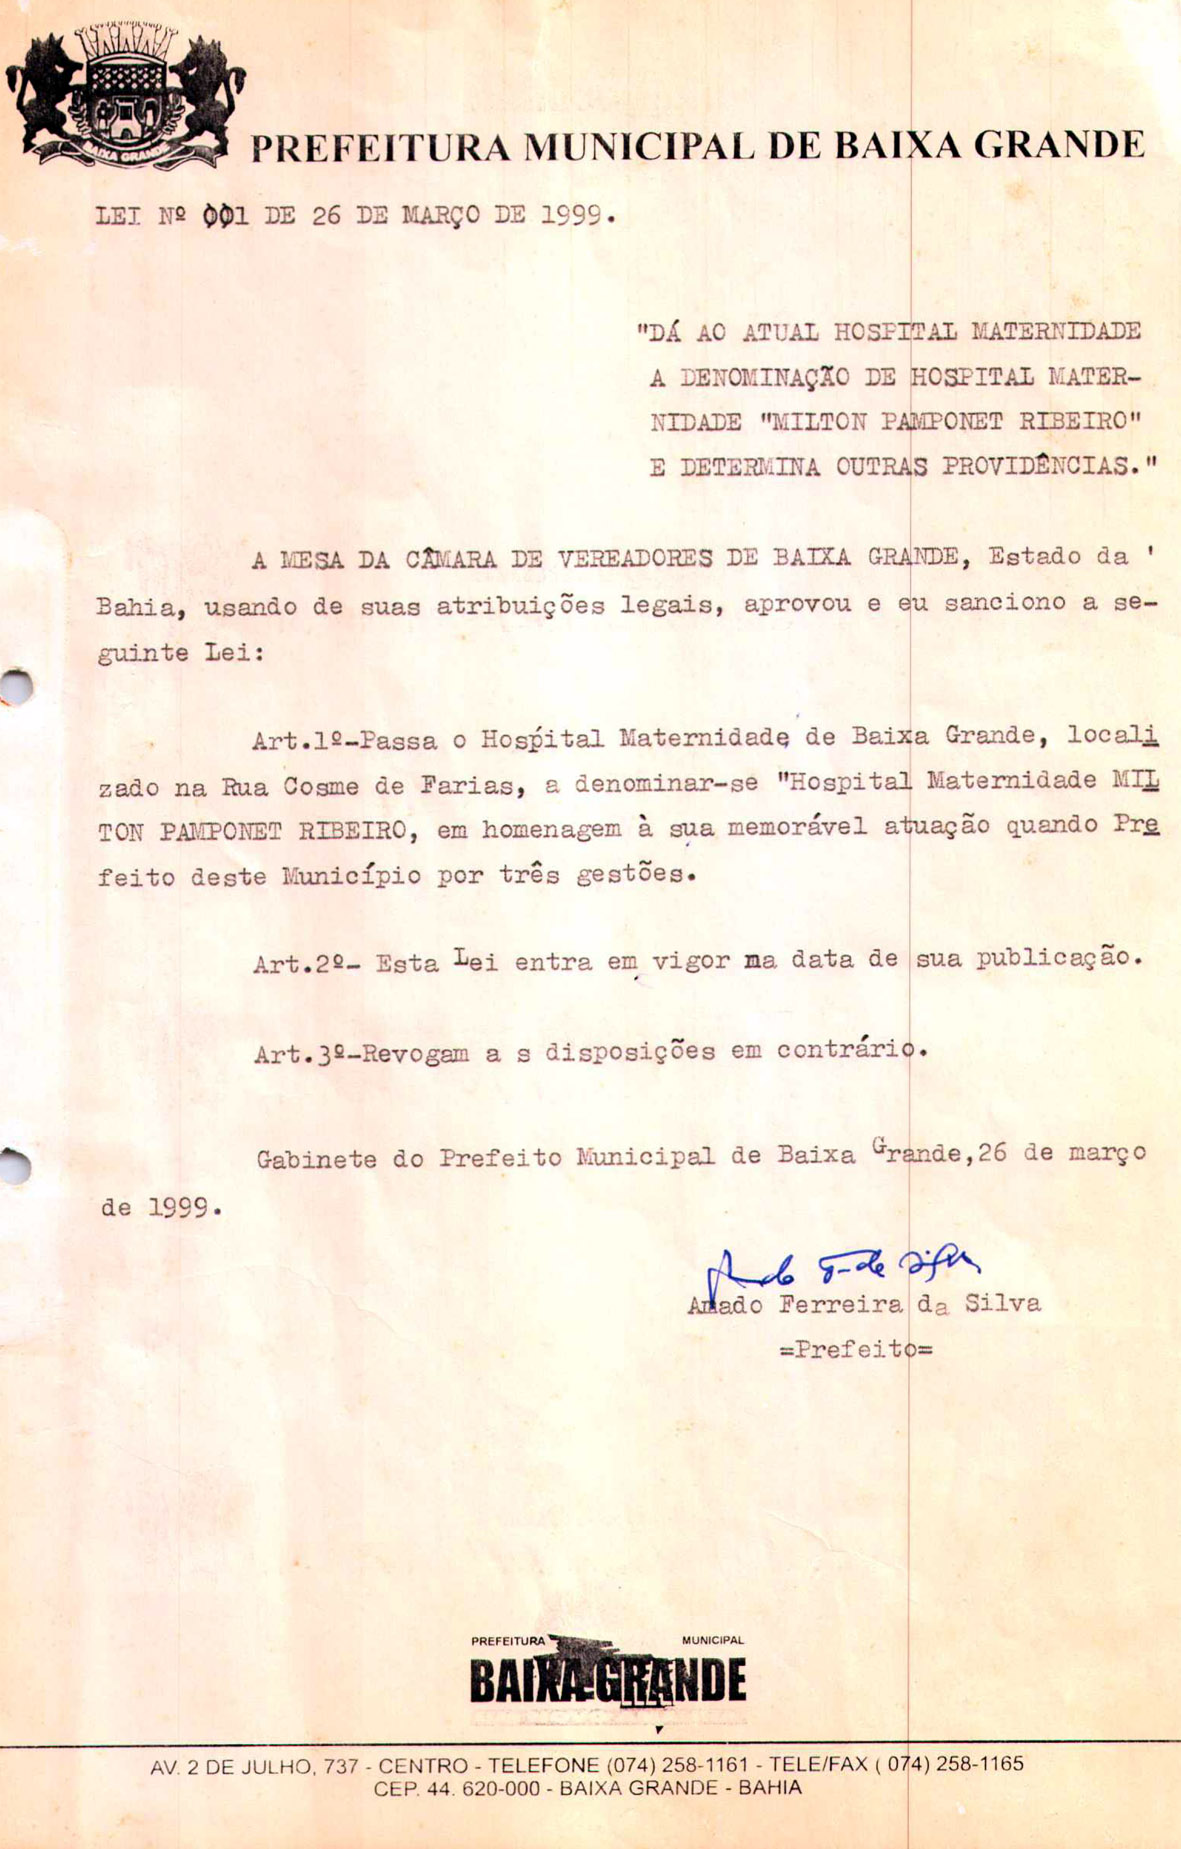 BAIXA GRANDE
PREFEITURA MUNICIPAL DE BAIXA GRANDE
LEI Nº 001 DE 26 DE MARÇO DE 1999.
"DÁ AO ATUAL HOSPITAL MATERNIDADE
A DENOMINAÇÃO DE HOSPITAL MATER-
NIDADE "MILTON PAMPONET RIBEIRO"
E DETERMINA OUTRAS PROVIDÊNCIAS."
A MESA DA CÂMARA DE VEREADORES DE BAIXA GRANDE, Estado da '
Bahia, usando de suas atribuições legais, aprovou e eu sanciono a se-
guinte Lei:
Art.1º-Passa o Hospital Maternidade de Baixa Grande, locali
zado na Rua Cosme de Farias, a denominar-se "Hospital Maternidade MIL
TON PAMPONET RIBEIRO, em homenagem à sua memorável atuação quando Pre
feito deste Município por três gestões.
Art.2º- Esta Lei entra em vigor na data de sua publicação.
Art.3º-Revogam a s disposições em contrário.
Gabinete do Prefeito Municipal de Baixa Grande,26 de março
de 1999.
Amado F. da Silva
Amado Ferreira da Silva
=Prefeito=
PREFEITURA MUNICIPAL
BAIXA GRANDE
AV. 2 DE JULHO, 737 - CENTRO - TELEFONE (074) 258-1161 - TELE/FAX ( 074) 258-1165
CEP. 44. 620-000 - BAIXA GRANDE - BAHIA